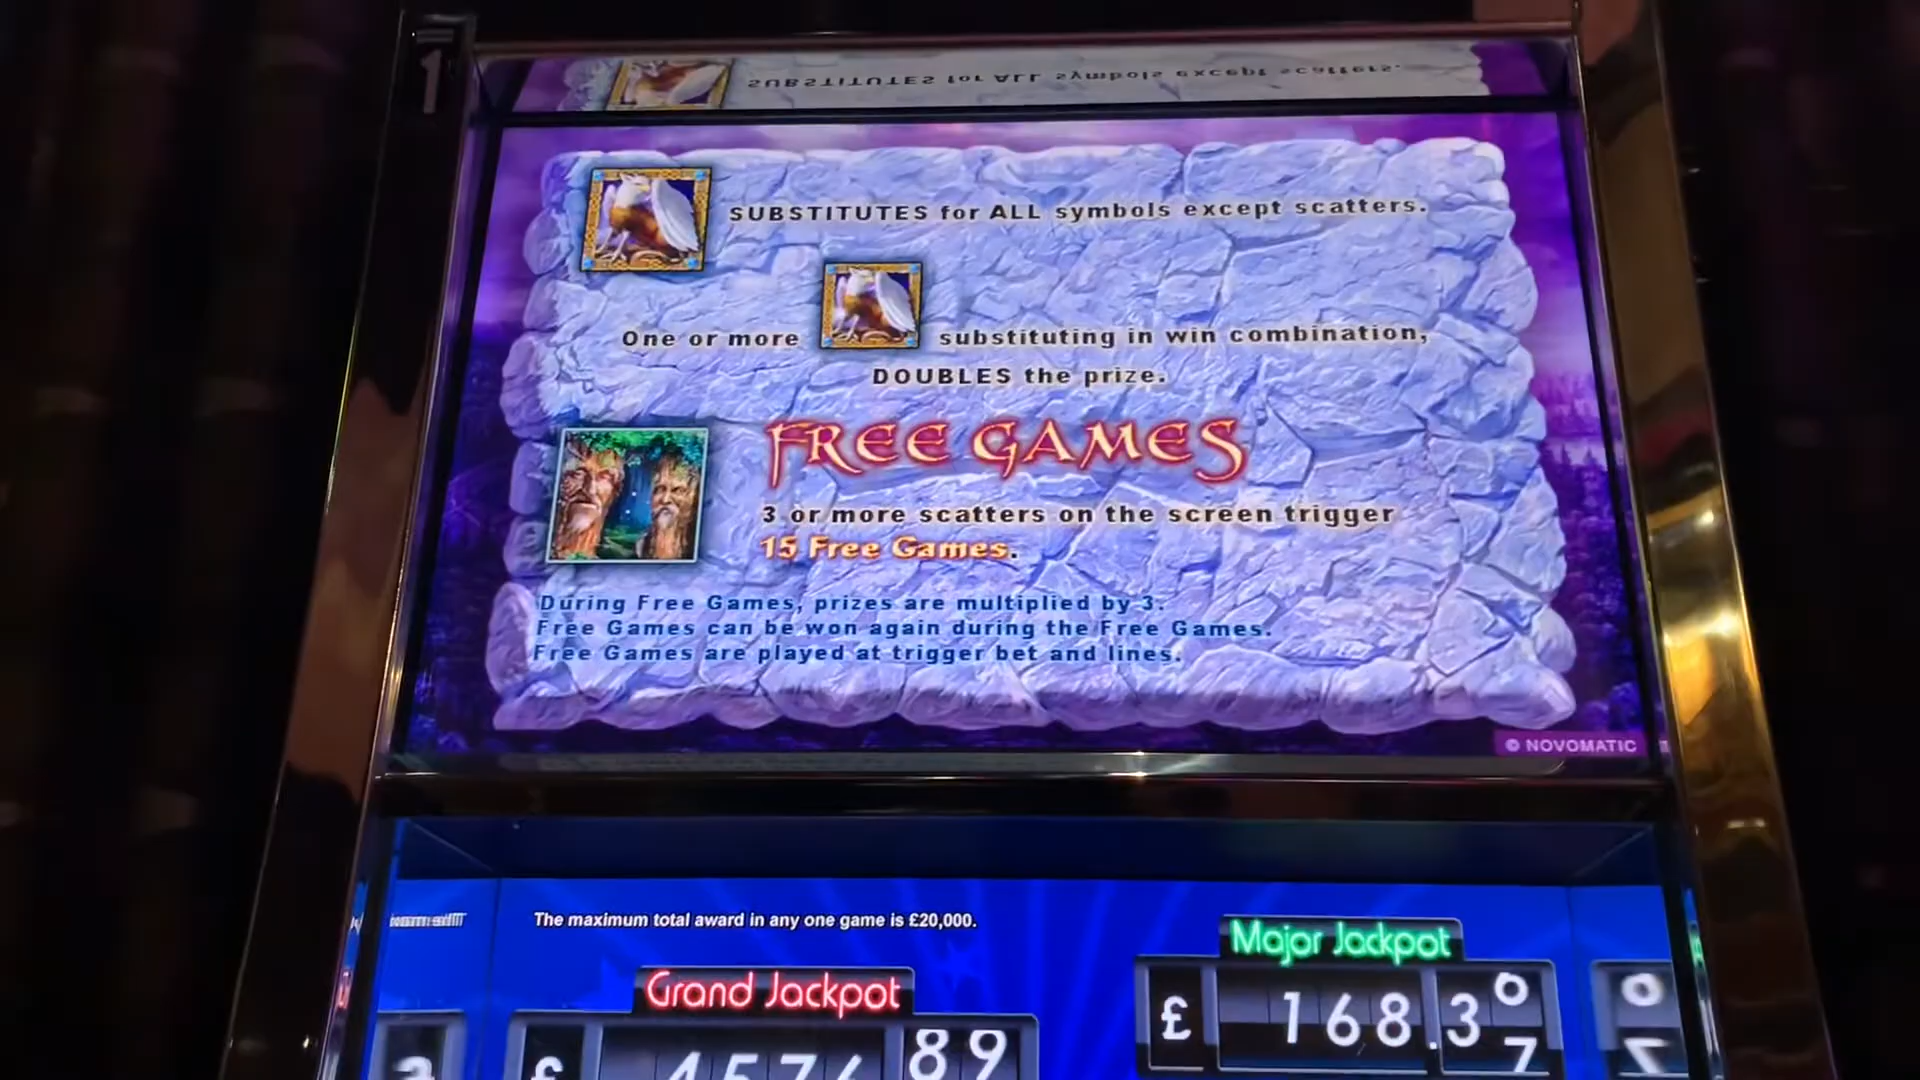 1
SUBSTITUTES for ALL symbols except scatters.
SUBSTITUTES for ALL symbols except scatters.
One or more substituting in win combination,
DOUBLES the prize.
FREE GAMES
3 or more scatters on the screen trigger
15 Free Games.
During Free Games, prizes are multiplied by 3.
Free Games can be won again during the Free Games.
Free Games are played at trigger bet and lines.
© NOVOMATIC
The maximum total award in any one game is £20,000.
Major Jackpot
£ 168.3
Grand Jackpot
£ 4576 89